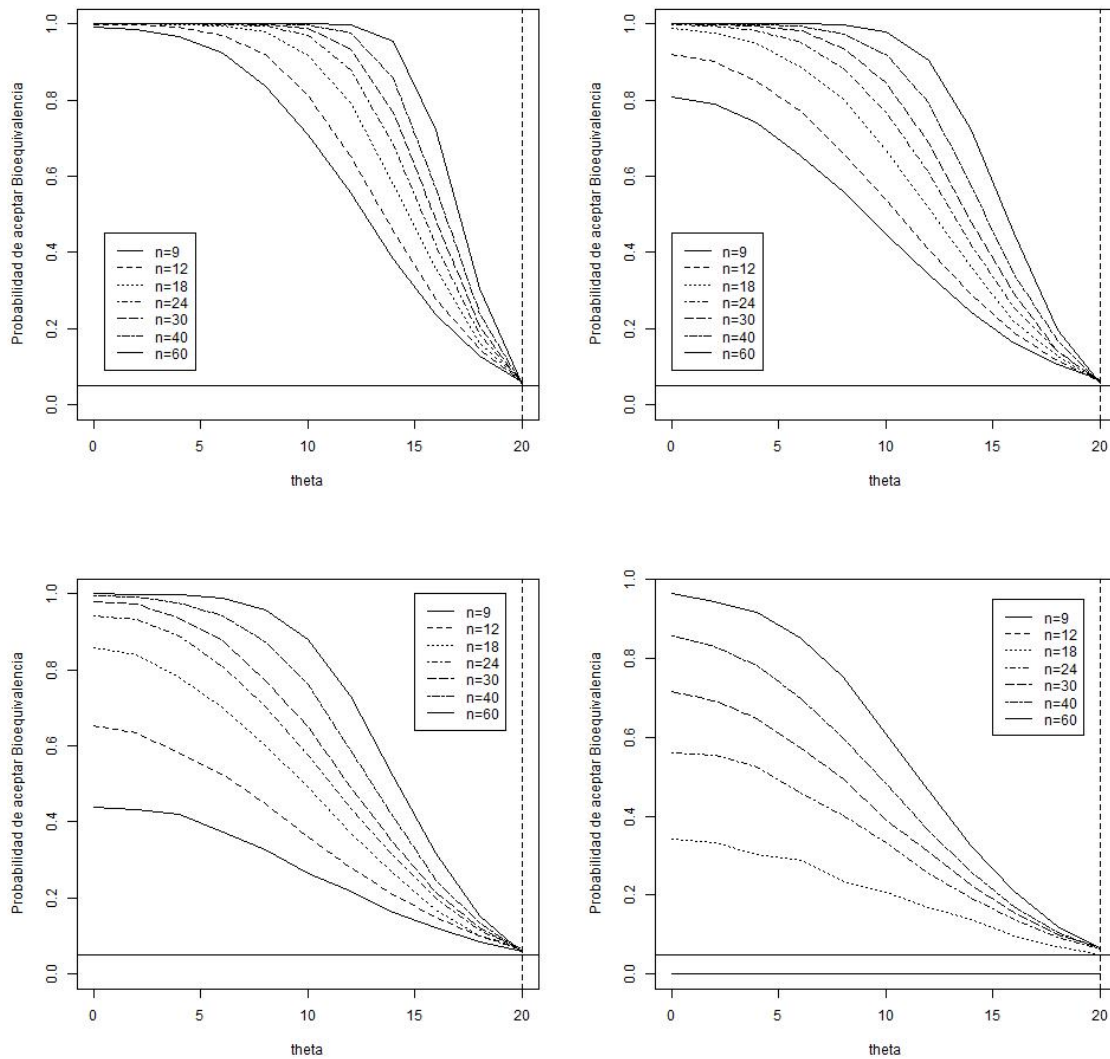 Probabilidad de aceptar Bioequivalencia
1.0
0.8
0.6
0.4
0.2
0.0
n=9
n=12
n=18
n=24
n=30
n=40
n=60
0 5 10 15 20
theta
Probabilidad de aceptar Bioequivalencia
1.0
0.8
0.6
0.4
0.2
0.0
n=9
n=12
n=18
n=24
n=30
n=40
n=60
0 5 10 15 20
theta
Probabilidad de aceptar Bioequivalencia
1.0
0.8
0.6
0.4
0.2
0.0
n=9
n=12
n=18
n=24
n=30
n=40
n=60
0 5 10 15 20
theta
Probabilidad de aceptar Bioequivalencia
1.0
0.8
0.6
0.4
0.2
0.0
n=9
n=12
n=18
n=24
n=30
n=40
n=60
0 5 10 15 20
theta